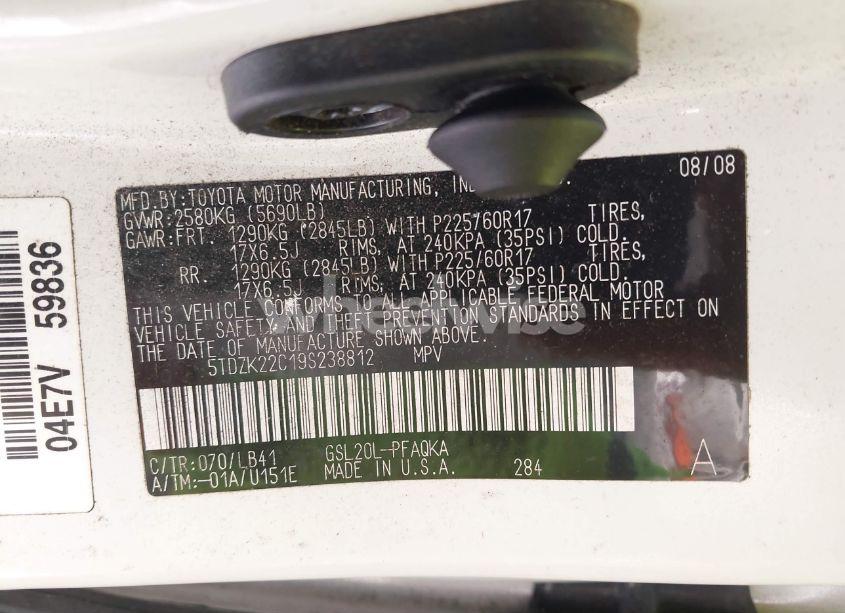 08/08
MFD.BY:TOYOTA MOTOR MANUFACTURING,
GVWR:2580KG (5690LB)
GAWR:FRT. 1290KG (2845LB) WITH P225/60R17 TIRES,
17X6.5J RIMS, AT 240KPA (35PSI) COLD.
RR. 1290KG (2845LB) WITH P225/60R17 TIRES,
17X6.5J RIMS, AT 240KPA (35PSI) COLD.
THIS VEHICLE CONFORMS TO ALL APPLICABLE FEDERAL MOTOR
VEHICLE SAFETY AND THEFT PREVENTION STANDARDS IN EFFECT ON
THE DATE OF MANUFACTURE SHOWN ABOVE.
5TDZK22C19S238812 MPV
C/TR:070/LB41 GSL20L-PFAQKA
A/TM:-01A/U151E MADE IN U.S.A. 284 A
04E7V 59836
wheelwise